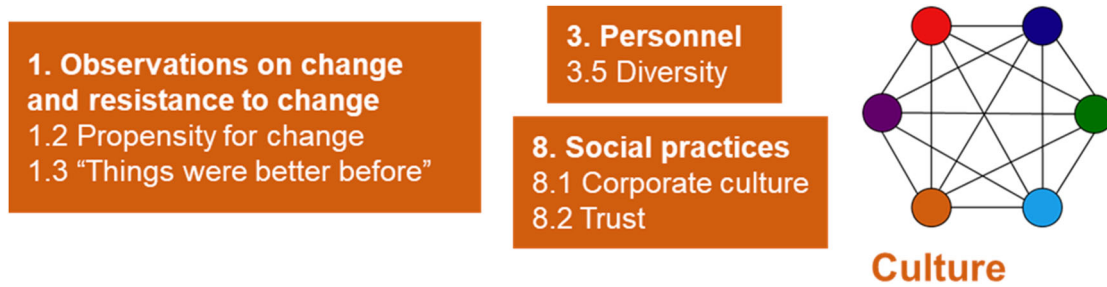 1. Observations on change
and resistance to change
1.2 Propensity for change
1.3 “Things were better before”
3. Personnel
3.5 Diversity
8. Social practices
8.1 Corporate culture
8.2 Trust
Culture